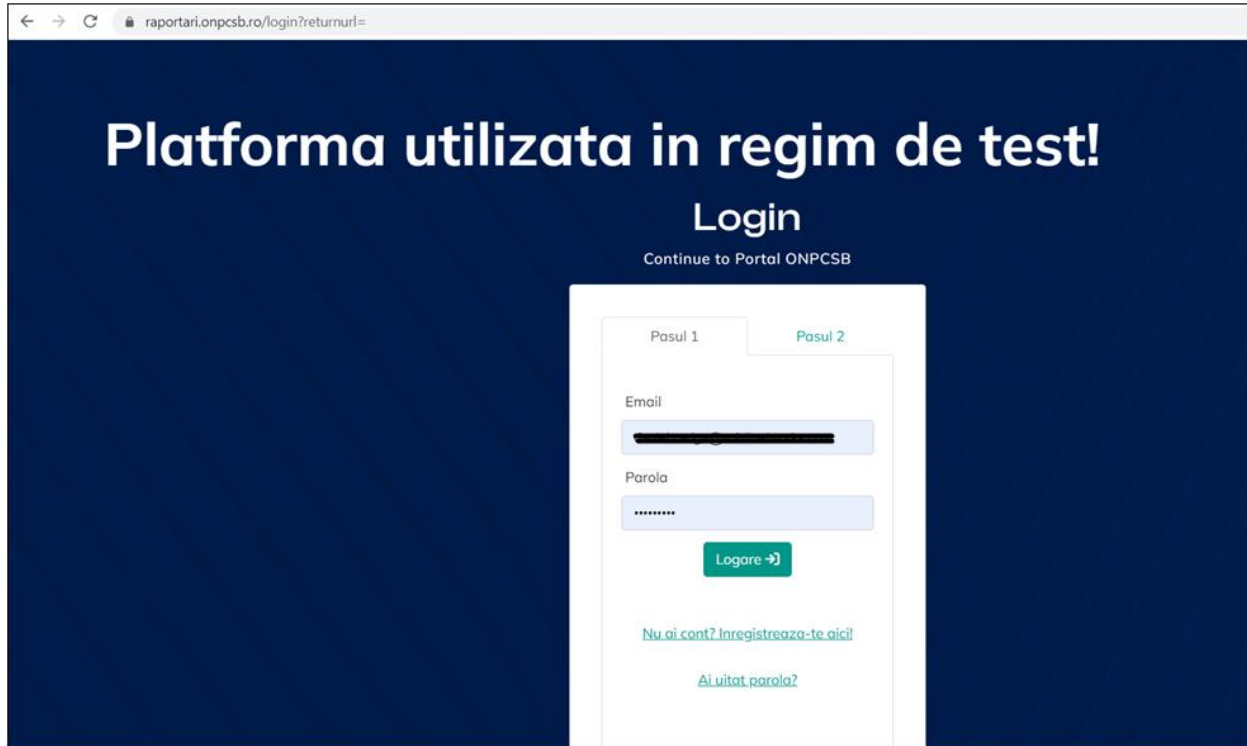 raportari.onpcsb.ro/login?returnurl=
Platforma utilizata in regim de test!
Login
Continue to Portal ONPCSB
Pasul 1 Pasul 2
Email
Parola
•••••••••
Logare
Nu ai cont? Inregistreaza-te aici!
Ai uitat parola?